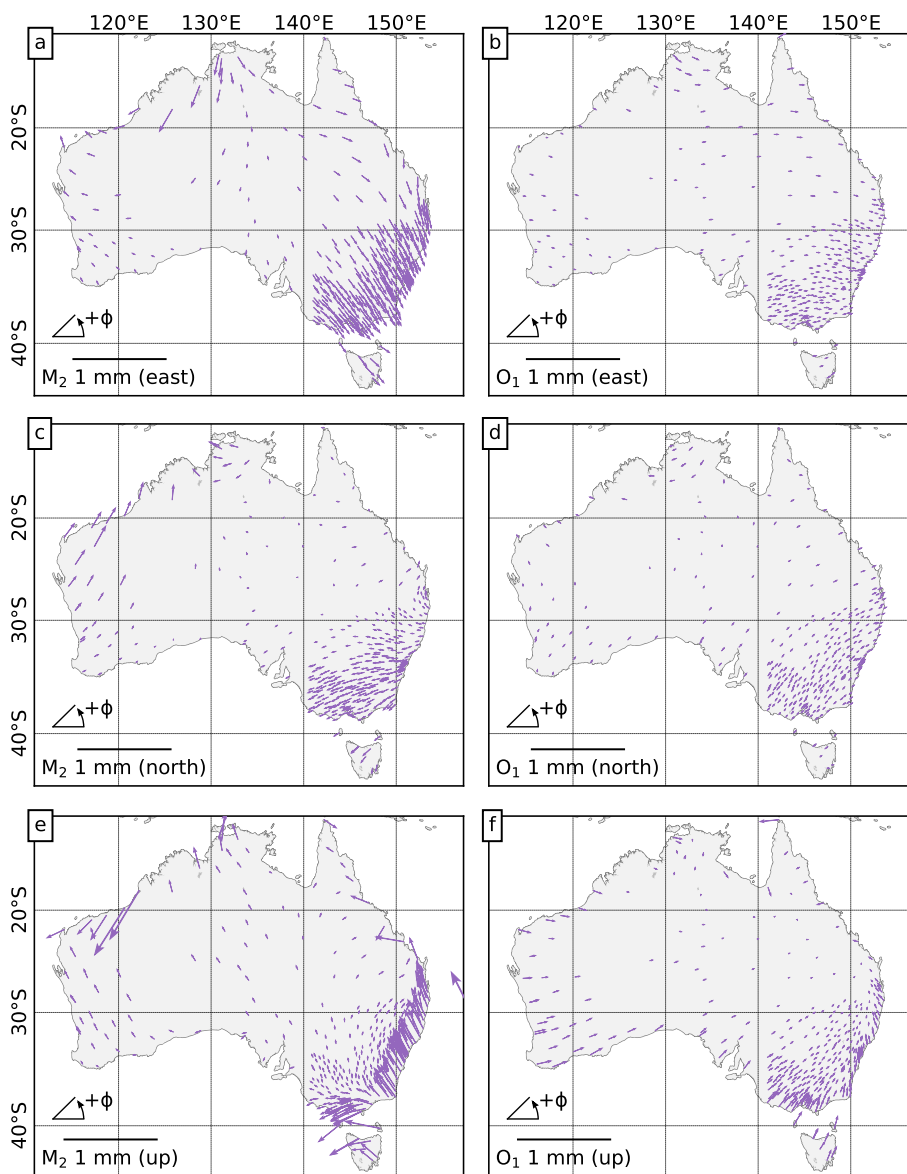 120°E 130°E 140°E 150°E 120°E 130°E 140°E 150°E
a
20°S
30°S
40°S
+ϕ
M₂ 1 mm (east)
b
+ϕ
O₁ 1 mm (east)
c
20°S
30°S
40°S
+ϕ
M₂ 1 mm (north)
d
+ϕ
O₁ 1 mm (north)
e
20°S
30°S
40°S
+ϕ
M₂ 1 mm (up)
f
+ϕ
O₁ 1 mm (up)